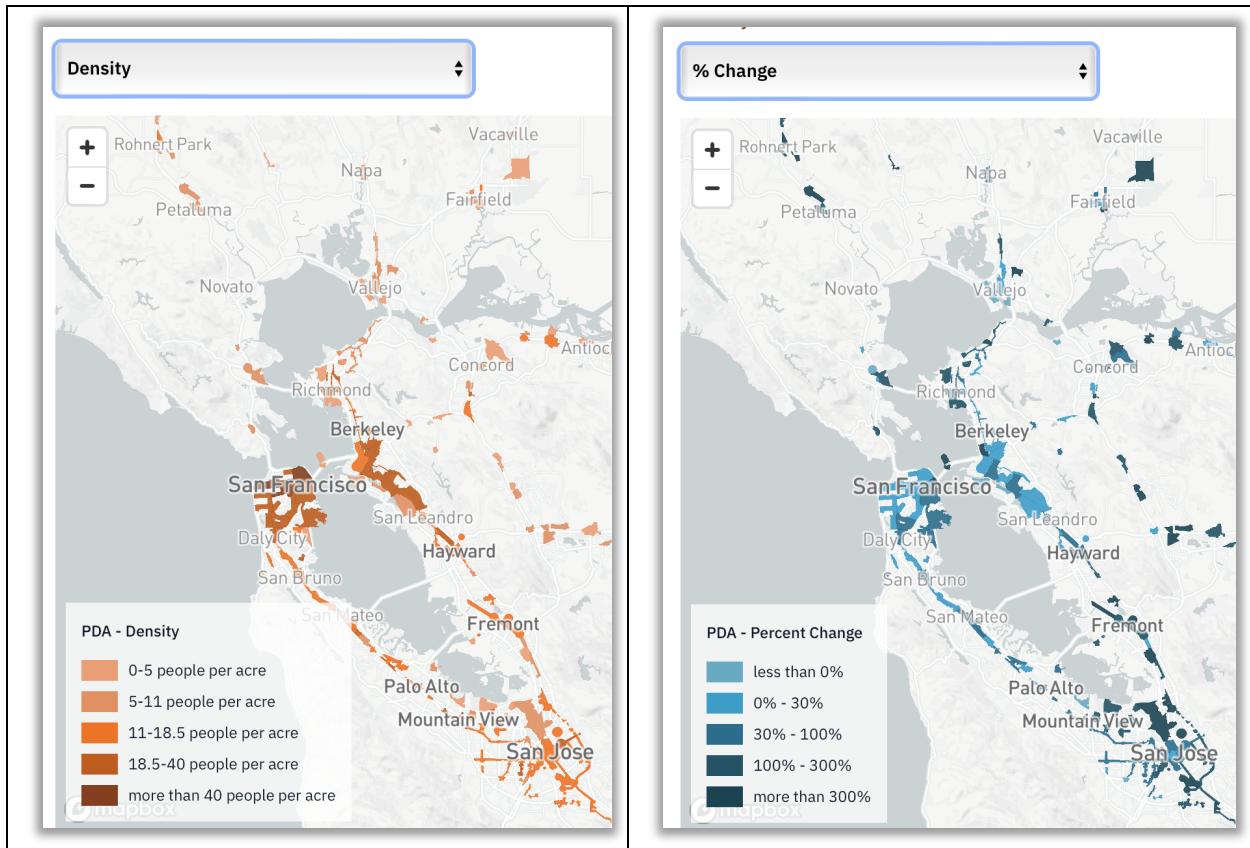 Density
+
−
Rohnert Park
Vacaville
Napa
Petaluma
Fairfield
Novato
Vallejo
Concord
Antioc
Richmond
Berkeley
San Francisco
San Leandro
Daly City
Hayward
San Bruno
San Mateo
Fremont
Palo Alto
Mountain View
San Jose
PDA - Density
0-5 people per acre
5-11 people per acre
11-18.5 people per acre
18.5-40 people per acre
more than 40 people per acre
mapbox
% Change
+
−
Rohnert Park
Vacaville
Napa
Petaluma
Fairfield
Novato
Vallejo
Antioc
Concord
Richmond
Berkeley
San Francisco
San Leandro
Daly City
Hayward
San Bruno
San Mateo
Fremont
Palo Alto
Mountain View
San Jose
PDA - Percent Change
less than 0%
0% - 30%
30% - 100%
100% - 300%
more than 300%
mapbox